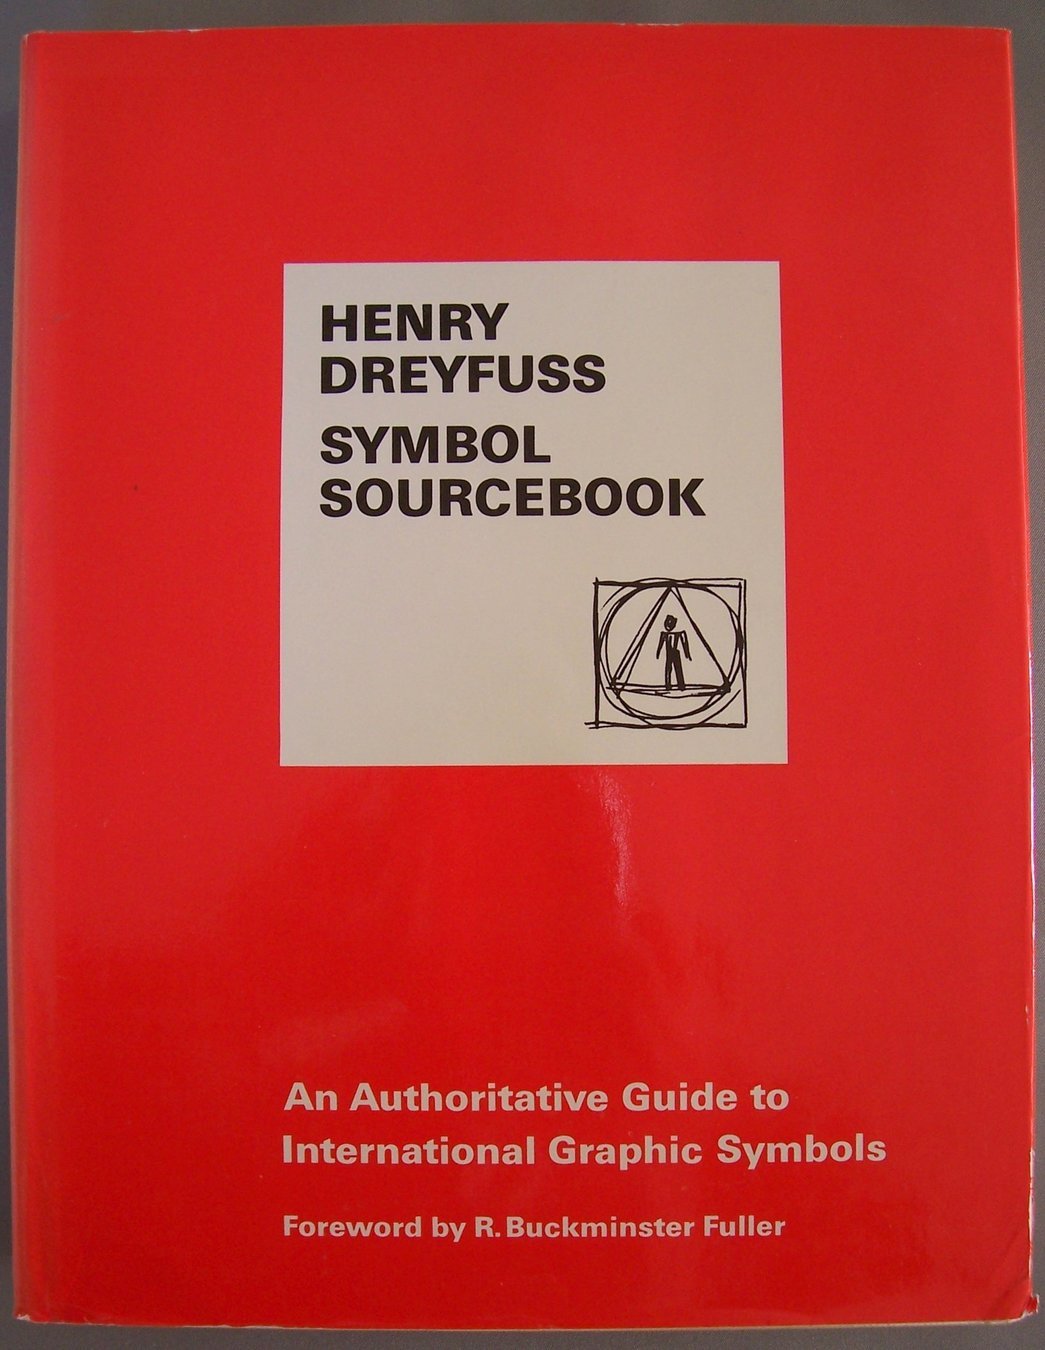 HENRY
DREYFUSS
SYMBOL
SOURCEBOOK
An Authoritative Guide to
International Graphic Symbols
Foreword by R. Buckminster Fuller